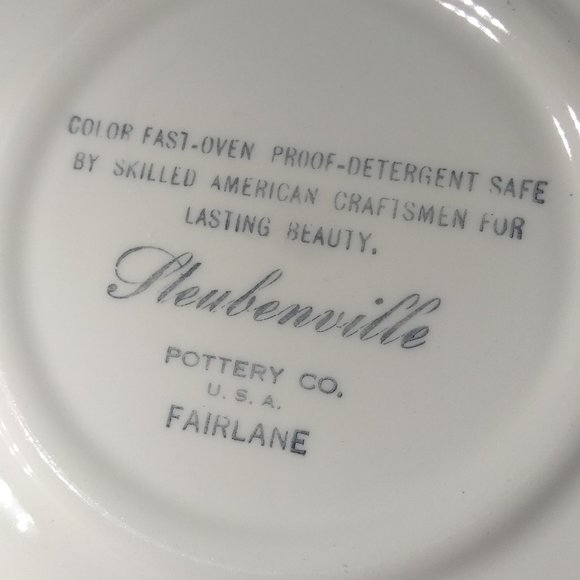 COLOR FAST-OVEN PROOF-DETERGENT SAFE
BY SKILLED AMERICAN CRAFTSMEN FOR
LASTING BEAUTY.
Steubenville
POTTERY CO.
U. S. A.
FAIRLANE